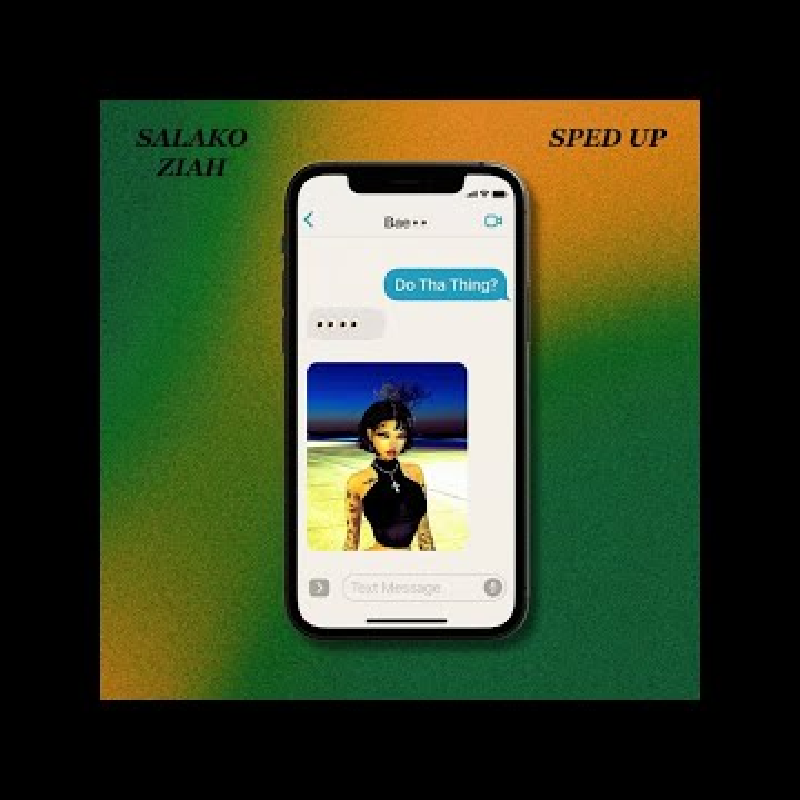 SALAKO
ZIAH
SPED UP
Bae
Do Tha Thing?
Text Message